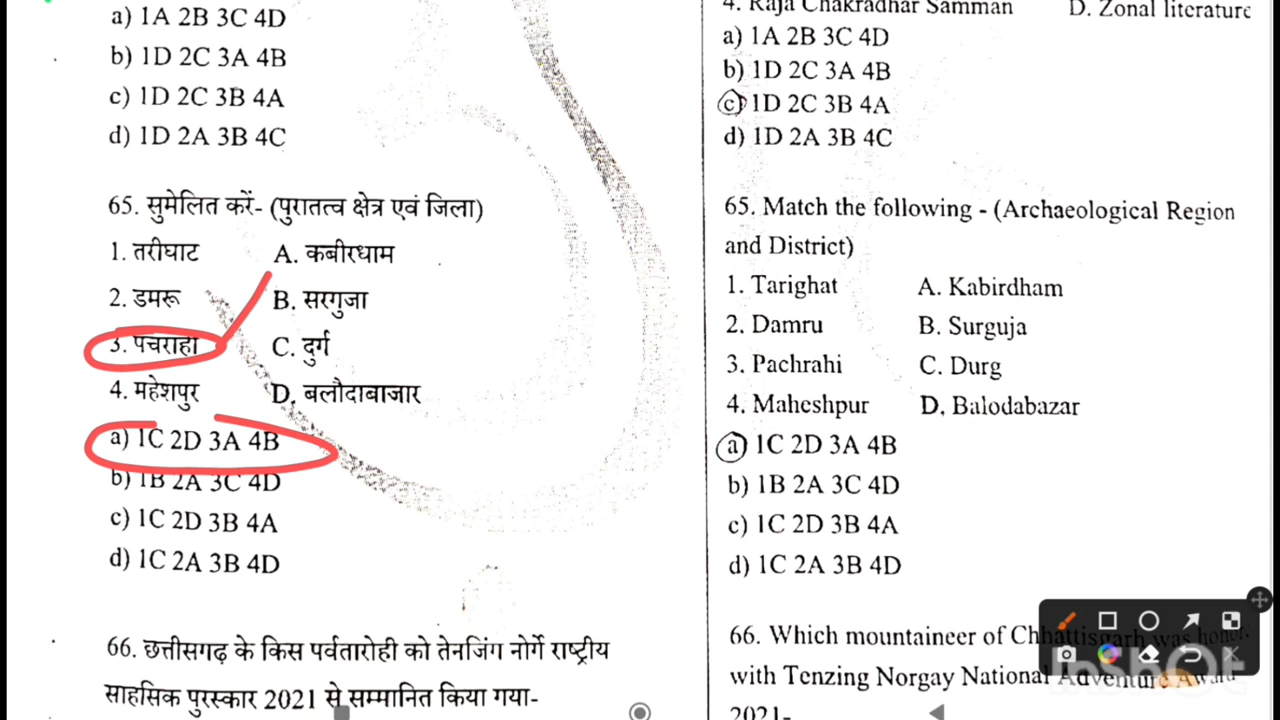 a) 1A 2B 3C 4D
b) 1D 2C 3A 4B
c) 1D 2C 3B 4A
d) 1D 2A 3B 4C
65. सुमेलित करें- (पुरातत्व क्षेत्र एवं जिला)
1. तरीघाट A. कबीरधाम
2. डमरू B. सरगुजा
3. पचराही C. दुर्ग
4. महेशपुर D. बलौदाबाजार
a) 1C 2D 3A 4B
b) 1B 2A 3C 4D
c) 1C 2D 3B 4A
d) 1C 2A 3B 4D
66. छत्तीसगढ़ के किस पर्वतारोही को तेनजिंग नोर्गे राष्ट्रीय
साहसिक पुरस्कार 2021 से सम्मानित किया गया-
4. Raja Chakradhar Samman D. Zonal literature
a) 1A 2B 3C 4D
b) 1D 2C 3A 4B
c) 1D 2C 3B 4A
d) 1D 2A 3B 4C
65. Match the following - (Archaeological Region
and District)
1. Tarighat A. Kabirdham
2. Damru B. Surguja
3. Pachrahi C. Durg
4. Maheshpur D. Balodabazar
a) 1C 2D 3A 4B
b) 1B 2A 3C 4D
c) 1C 2D 3B 4A
d) 1C 2A 3B 4D
66. Which mountaineer of Chhattisgarh was
with Tenzing Norgay National Adventure Award
2021-
InShOt